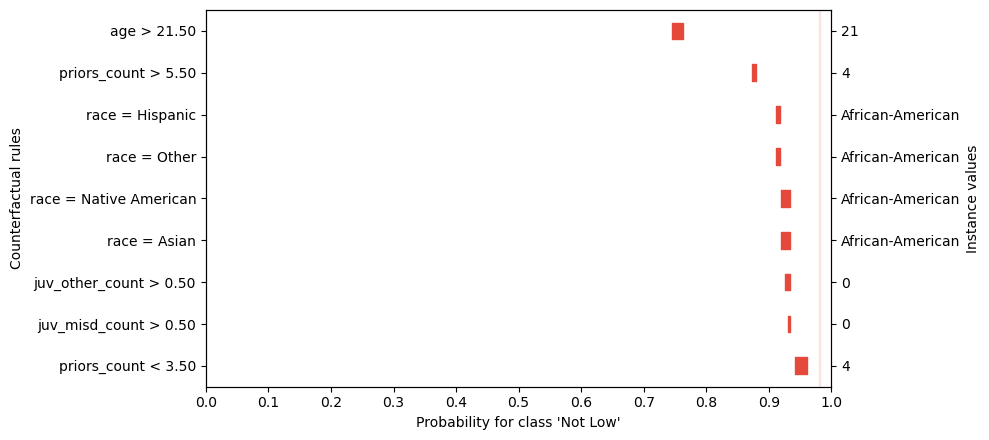 Counterfactual rules
age > 21.50 21
priors_count > 5.50 4
race = Hispanic African-American
race = Other African-American
race = Native American African-American
race = Asian African-American
juv_other_count > 0.50 0
juv_misd_count > 0.50 0
priors_count < 3.50 4
Instance values
0.0 0.1 0.2 0.3 0.4 0.5 0.6 0.7 0.8 0.9 1.0
Probability for class 'Not Low'